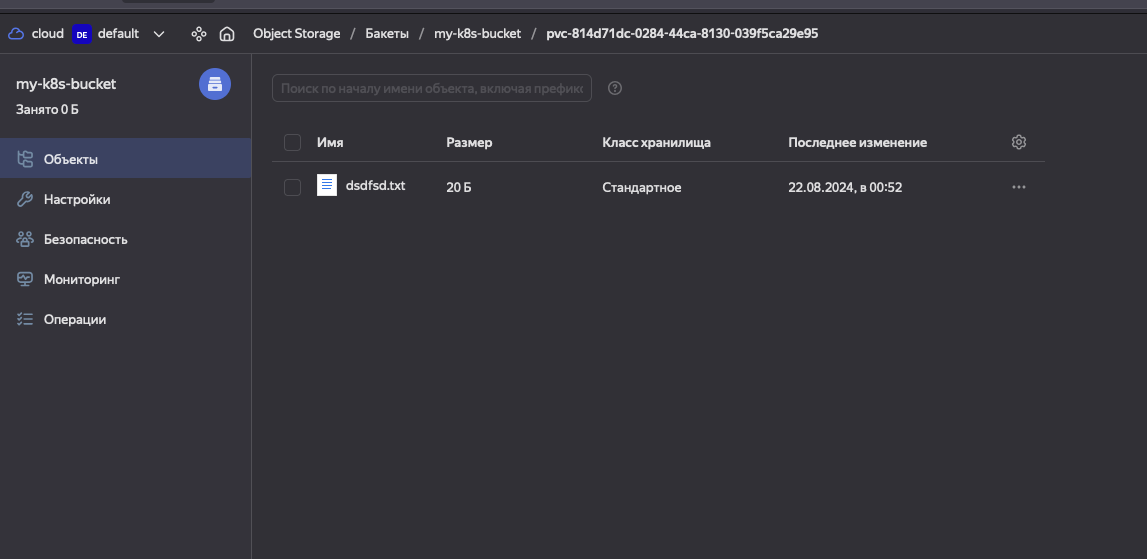 cloud DE default Object Storage / Бакеты / my-k8s-bucket / pvc-814d71dc-0284-44ca-8130-039f5ca29e95
my-k8s-bucket
Занято 0 Б
Объекты
Настройки
Безопасность
Мониторинг
Операции
Поиск по началу имени объекта, включая префикс
Имя Размер Класс хранилища Последнее изменение
dsdfsd.txt 20 Б Стандартное 22.08.2024, в 00:52